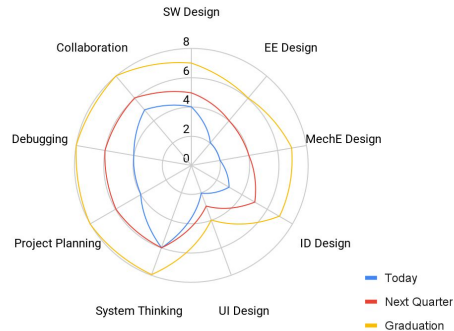 SW Design
Collaboration
EE Design
8
6
4
2
0
Debugging
MechE Design
Project Planning
ID Design
System Thinking
UI Design
Today
Next Quarter
Graduation